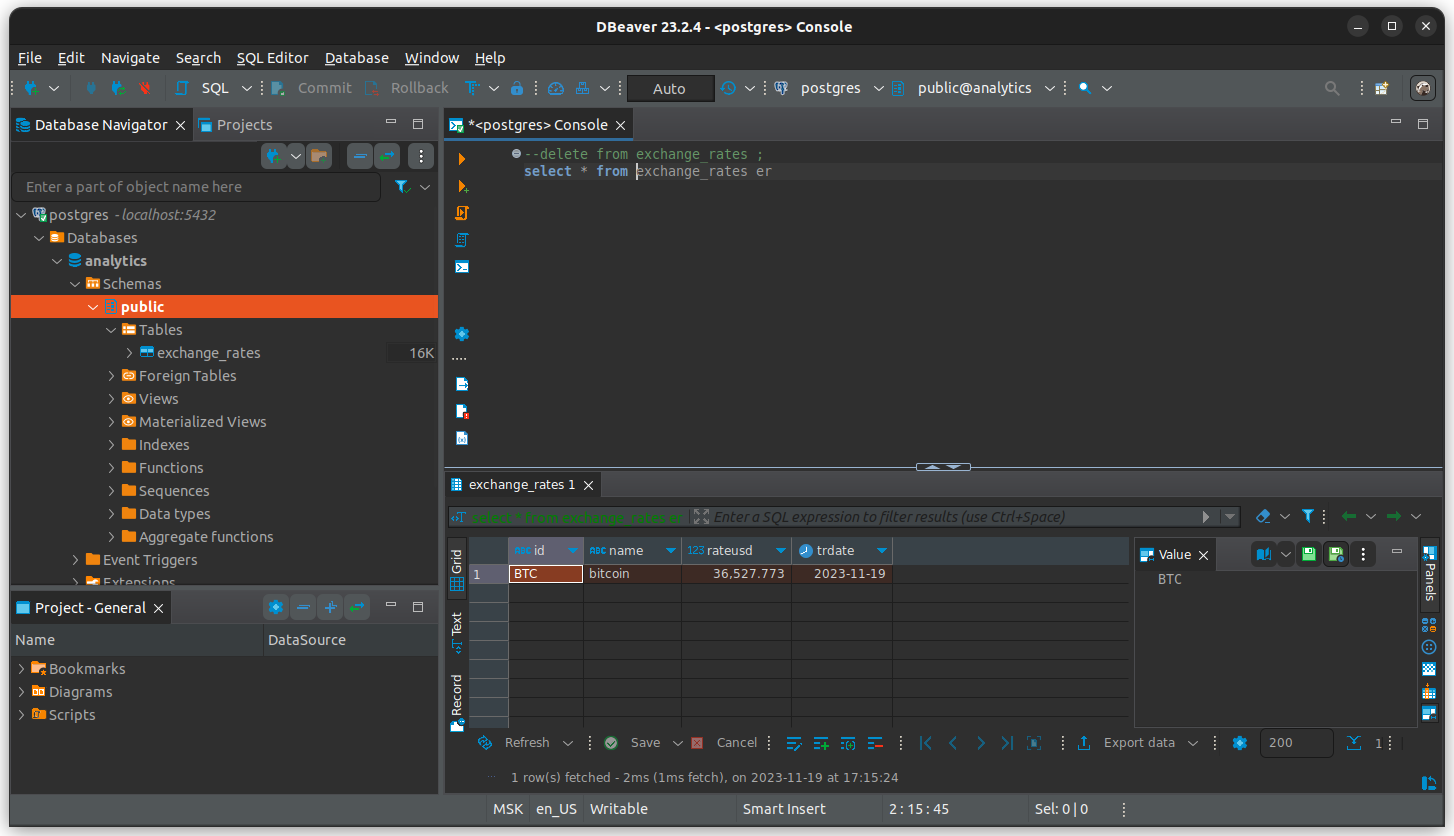 DBeaver 23.2.4 - <postgres> Console
File Edit Navigate Search SQL Editor Database Window Help
SQL Commit Rollback Auto postgres public@analytics
Database Navigator Projects
Enter a part of object name here
postgres - localhost:5432
Databases
analytics
Schemas
public
Tables
exchange_rates 16K
Foreign Tables
Views
Materialized Views
Indexes
Functions
Sequences
Data types
Aggregate functions
Event Triggers
Extensions
Project - General
Name DataSource
Bookmarks
Diagrams
Scripts
*<postgres> Console
--delete from exchange_rates ;
select * from exchange_rates er
exchange_rates 1
select * from exchange_rates er Enter a SQL expression to filter results (use Ctrl+Space)
Grid
Text
Record
ABC id ABC name 123 rateusd trdate
1 BTC bitcoin 36,527.773 2023-11-19
Value
BTC
Panels
Refresh Save Cancel Export data 200 1
1 row(s) fetched - 2ms (1ms fetch), on 2023-11-19 at 17:15:24
MSK en_US Writable Smart Insert 2 : 15 : 45 Sel: 0 | 0